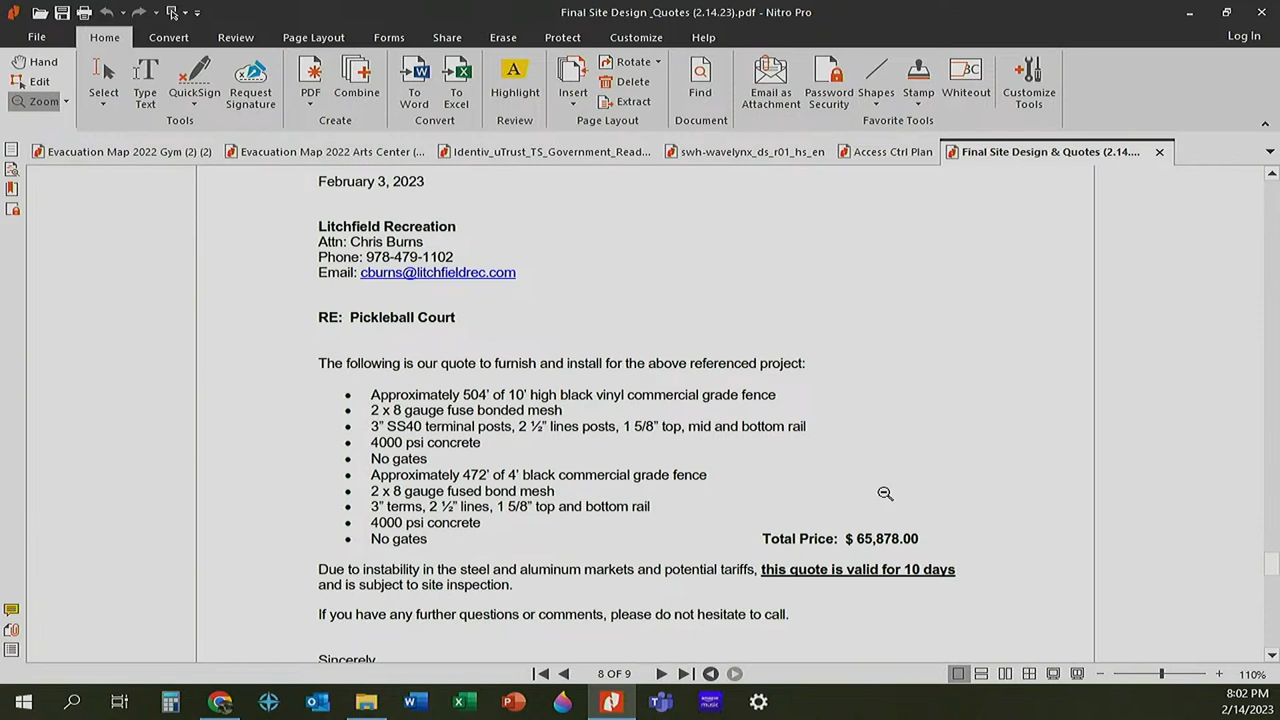 Final Site Design _Quotes (2.14.23).pdf - Nitro Pro
File Home Convert Review Page Layout Forms Share Erase Protect Customize Help Log In
Hand
Edit
Zoom
Select
Type Text
QuickSign
Request Signature
Tools
PDF
Combine
Create
To Word
To Excel
Convert
Highlight
Review
Insert
Rotate
Delete
Extract
Page Layout
Find
Document
Email as Attachment
Password Security
Shapes
Stamp
Whiteout
Favorite Tools
Customize Tools
Evacuation Map 2022 Gym (2) (2)
Evacuation Map 2022 Arts Center (...
Identiv_uTrust_TS_Government_Read...
swh-wavelynx_ds_r01_hs_en
Access Ctrl Plan
Final Site Design & Quotes (2.14....
February 3, 2023
Litchfield Recreation
Attn: Chris Burns
Phone: 978-479-1102
Email: cburns@litchfieldrec.com
RE: Pickleball Court
The following is our quote to furnish and install for the above referenced project:
• Approximately 504' of 10' high black vinyl commercial grade fence
• 2 x 8 gauge fuse bonded mesh
• 3" SS40 terminal posts, 2 ½" lines posts, 1 5/8" top, mid and bottom rail
• 4000 psi concrete
• No gates
• Approximately 472' of 4' black commercial grade fence
• 2 x 8 gauge fused bond mesh
• 3" terms, 2 ½" lines, 1 5/8" top and bottom rail
• 4000 psi concrete
• No gates
Total Price: $ 65,878.00
Due to instability in the steel and aluminum markets and potential tariffs, this quote is valid for 10 days
and is subject to site inspection.
If you have any further questions or comments, please do not hesitate to call.
Sincerely
8 OF 9
110%
8:02 PM
2/14/2023